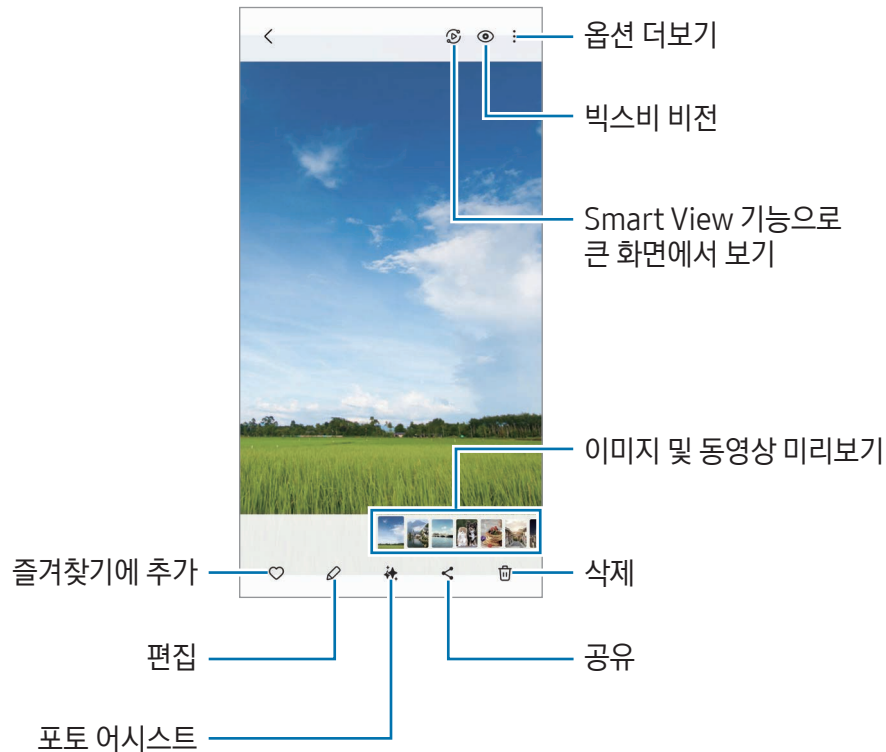 옵션 더보기
빅스비 비전
Smart View 기능으로
큰 화면에서 보기
이미지 및 동영상 미리보기
즐겨찾기에 추가
삭제
편집
공유
포토 어시스트